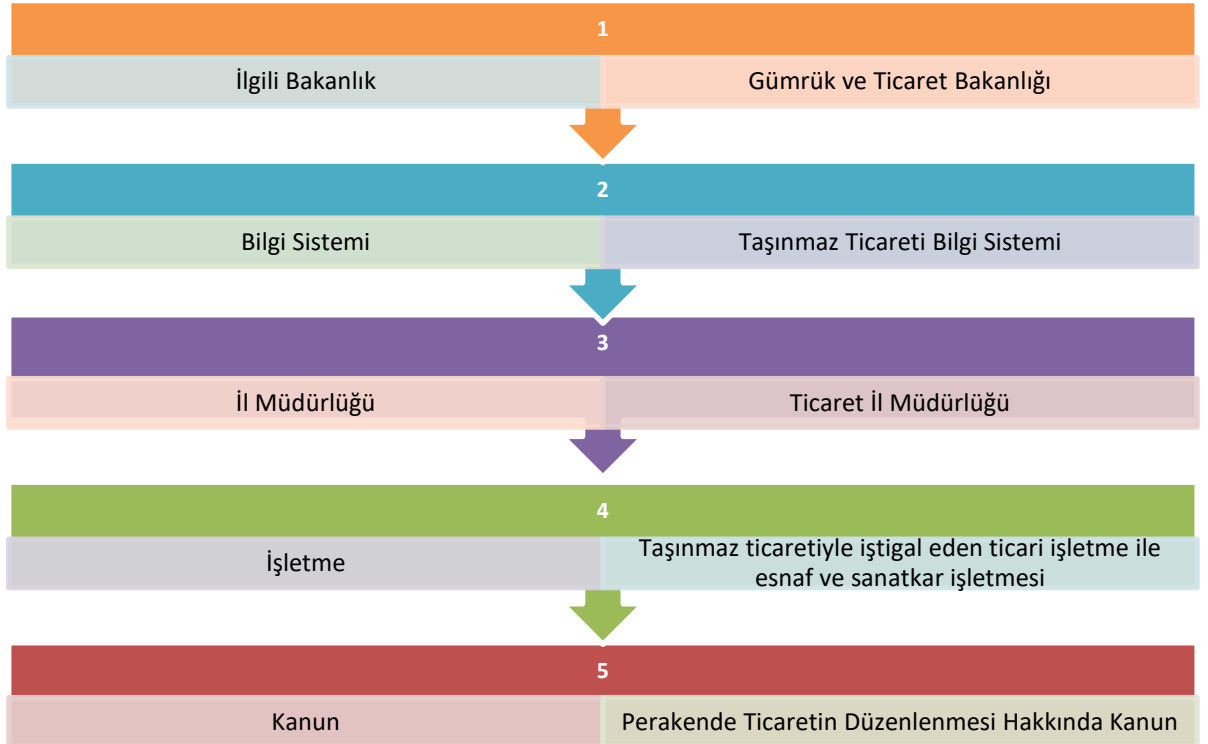 1
İlgili Bakanlık
Gümrük ve Ticaret Bakanlığı
2
Bilgi Sistemi
Taşınmaz Ticareti Bilgi Sistemi
3
İl Müdürlüğü
Ticaret İl Müdürlüğü
4
İşletme
Taşınmaz ticaretiyle iştigal eden ticari işletme ile
esnaf ve sanatkar işletmesi
5
Kanun
Perakende Ticaretin Düzenlenmesi Hakkında Kanun